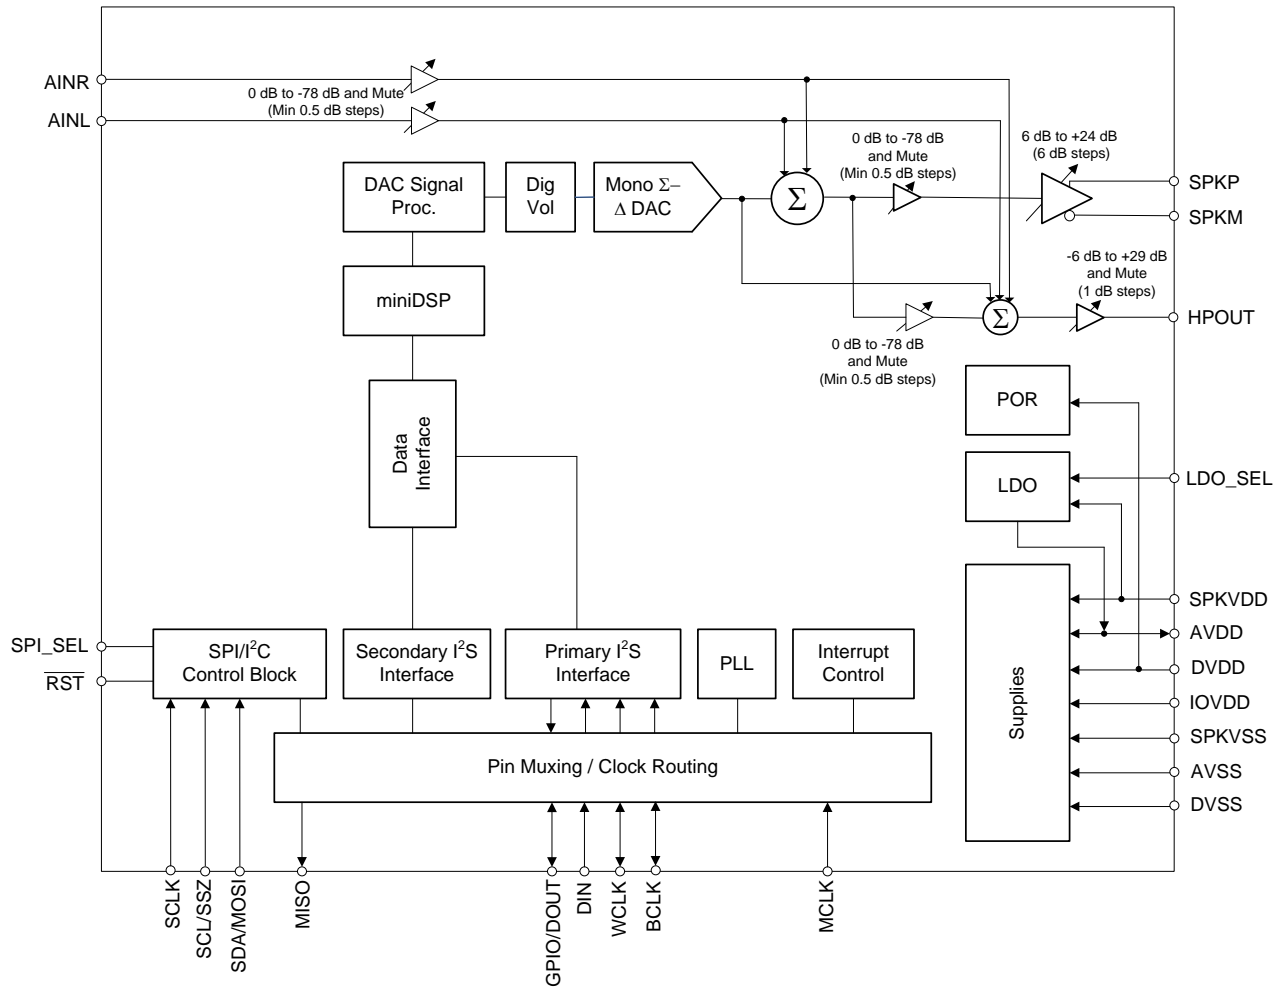 AINR
0 dB to -78 dB and Mute
(Min 0.5 dB steps)
AINL
0 dB to -78 dB
and Mute
(Min 0.5 dB steps)
6 dB to +24 dB
(6 dB steps)
DAC Signal
Proc.
Dig
Vol
Mono Σ–
Δ DAC
Σ
SPKP
SPKM
miniDSP
-6 dB to +29 dB
and Mute
(1 dB steps)
Σ
HPOUT
0 dB to -78 dB
and Mute
(Min 0.5 dB steps)
POR
Data
Interface
LDO
LDO_SEL
SPKVDD
AVDD
DVDD
IOVDD
SPKVSS
AVSS
DVSS
Supplies
SPI_SEL
RST
SPI/I²C
Control Block
Secondary I²S
Interface
Primary I²S
Interface
PLL
Interrupt
Control
Pin Muxing / Clock Routing
SCLK
SCL/SSZ
SDA/MOSI
MISO
GPIO/DOUT
DIN
WCLK
BCLK
MCLK